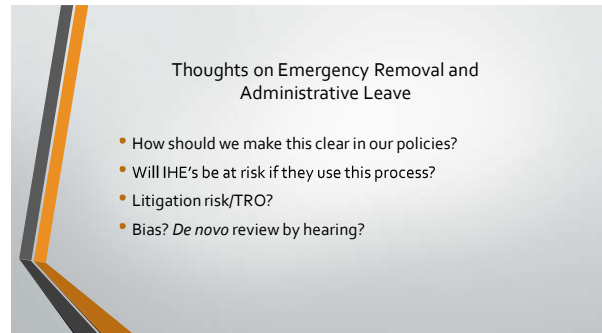 Thoughts on Emergency Removal and
Administrative Leave
• How should we make this clear in our policies?
• Will IHE's be at risk if they use this process?
• Litigation risk/TRO?
• Bias? De novo review by hearing?